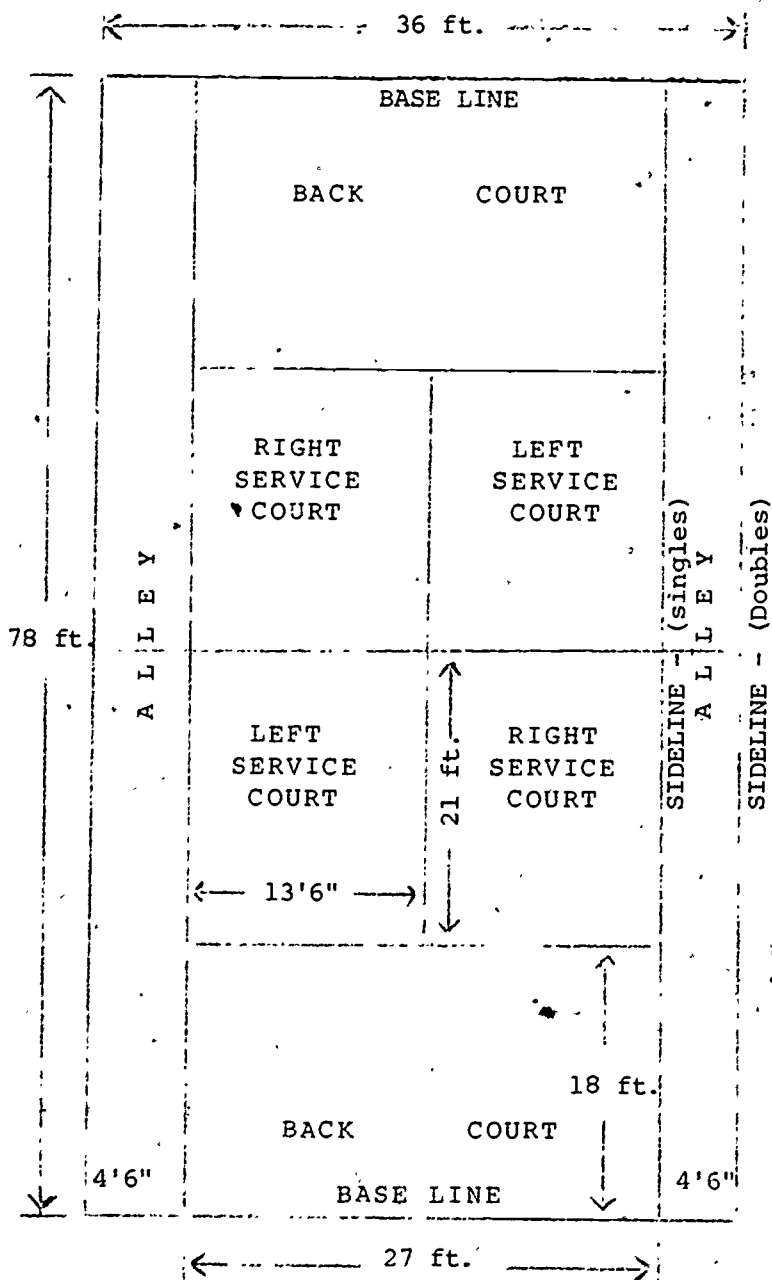 36 ft.
BASE LINE
BACK COURT
RIGHT
SERVICE
COURT
LEFT
SERVICE
COURT
ALLEY
SIDELINE - (singles)
ALLEY
SIDELINE - (Doubles)
78 ft.
LEFT
SERVICE
COURT
21 ft.
RIGHT
SERVICE
COURT
13'6"
18 ft.
BACK COURT
4'6"
BASE LINE
4'6"
27 ft.